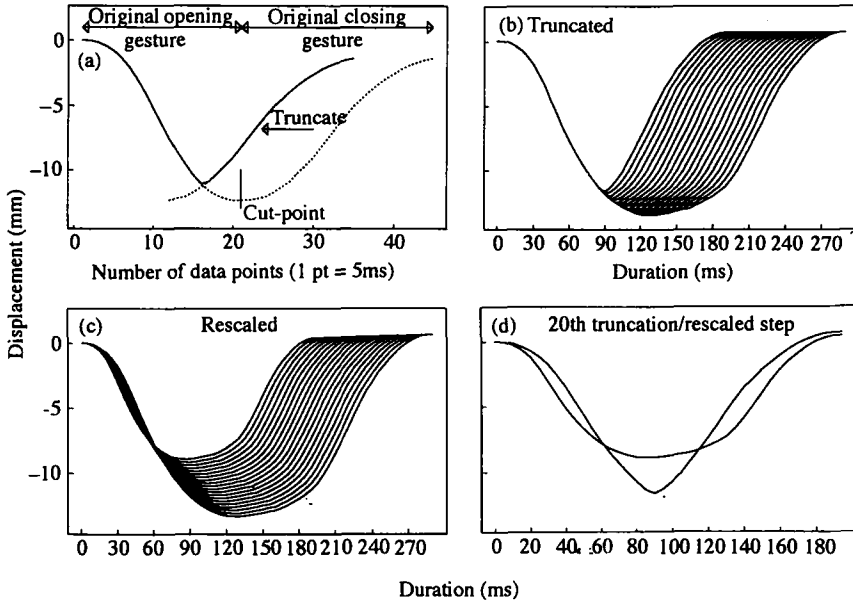 Original opening Original closing
gesture gesture
(a)
Truncate
Cut-point
0
−5
−10
0 10 20 30 40
Number of data points (1 pt = 5ms)
(b) Truncated
0 30 60 90 120 150 180 210 240 270
Duration (ms)
Displacement (mm)
(c) Rescaled
0
-5
−10
0 30 60 90 120 150 180 210 240 270
(d) 20th truncation/rescaled step
0 20 40 60 80 100 120 140 160 180
Duration (ms)